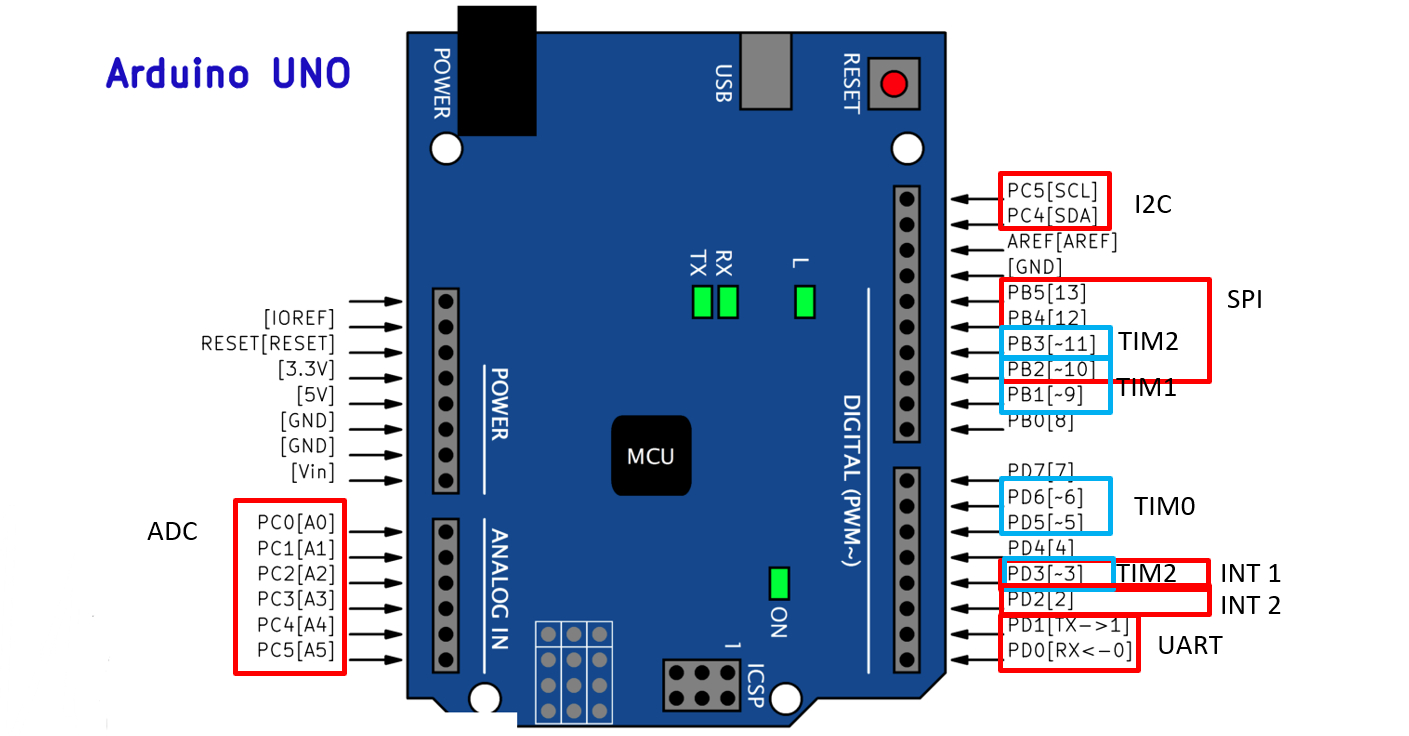 Arduino UNO
POWER
USB
RESET
TX
RX
L
[IOREF]
RESET[RESET]
[3.3V]
[5V]
[GND]
[GND]
[Vin]
POWER
ADC
PC0[A0]
PC1[A1]
PC2[A2]
PC3[A3]
PC4[A4]
PC5[A5]
ANALOG IN
MCU
ON
1
ICSP
DIGITAL (PWM~)
PC5[SCL]
PC4[SDA]
I2C
AREF[AREF]
[GND]
PB5[13]
SPI
PB4[12]
PB3[~11] TIM2
PB2[~10]
PB1[~9] TIM1
PB0[8]
PD7[7]
PD6[~6]
PD5[~5]
TIM0
PD4[4]
PD3[~3] TIM2 INT 1
PD2[2] INT 2
PD1[TX->1]
PD0[RX<-0]
UART